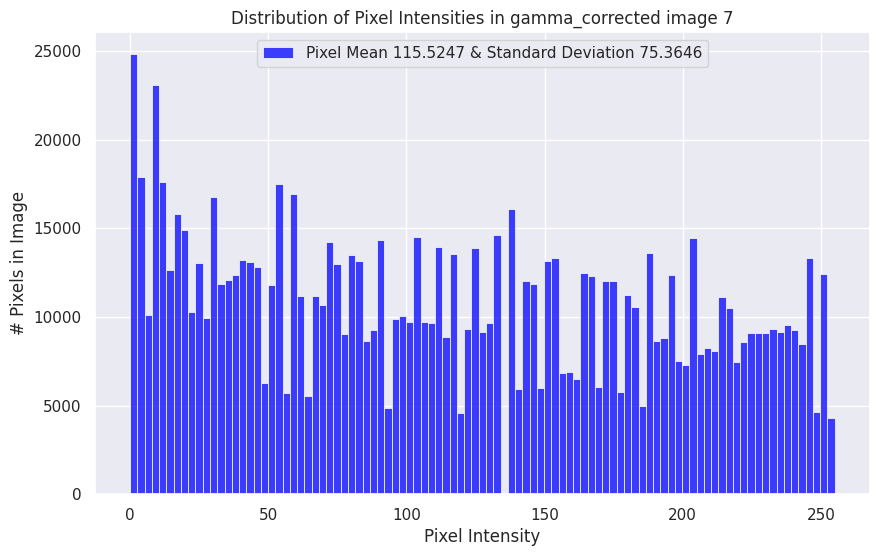 Distribution of Pixel Intensities in gamma_corrected image 7
Pixel Mean 115.5247 & Standard Deviation 75.3646
# Pixels in Image
25000
20000
15000
10000
5000
0
0 50 100 150 200 250
Pixel Intensity